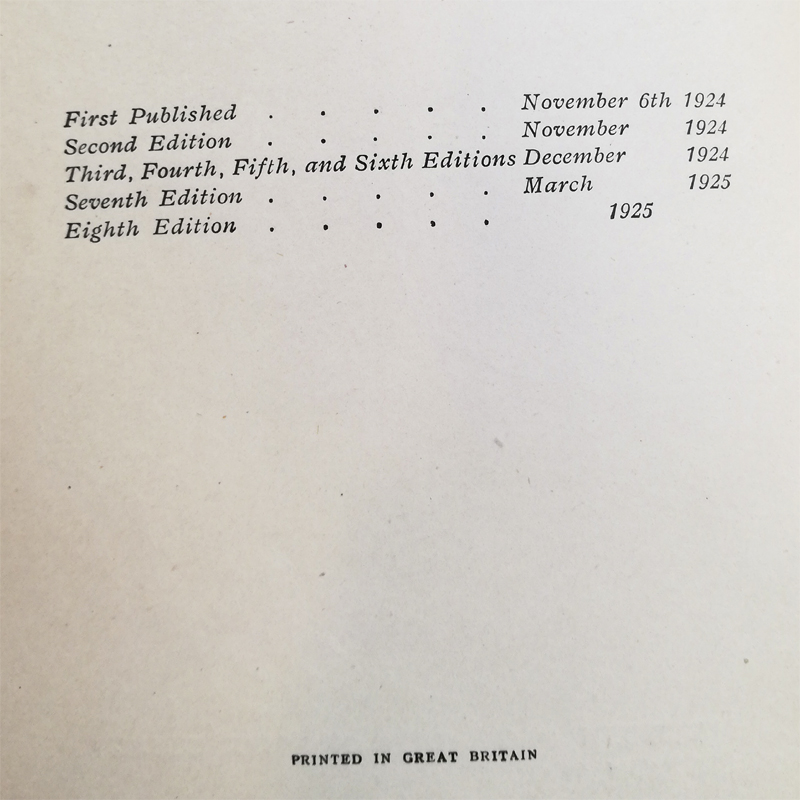 First Published . . . . . November 6th 1924
Second Edition . . . . . November 1924
Third, Fourth, Fifth, and Sixth Editions December 1924
Seventh Edition . . . . . March 1925
Eighth Edition . . . . . 1925
PRINTED IN GREAT BRITAIN